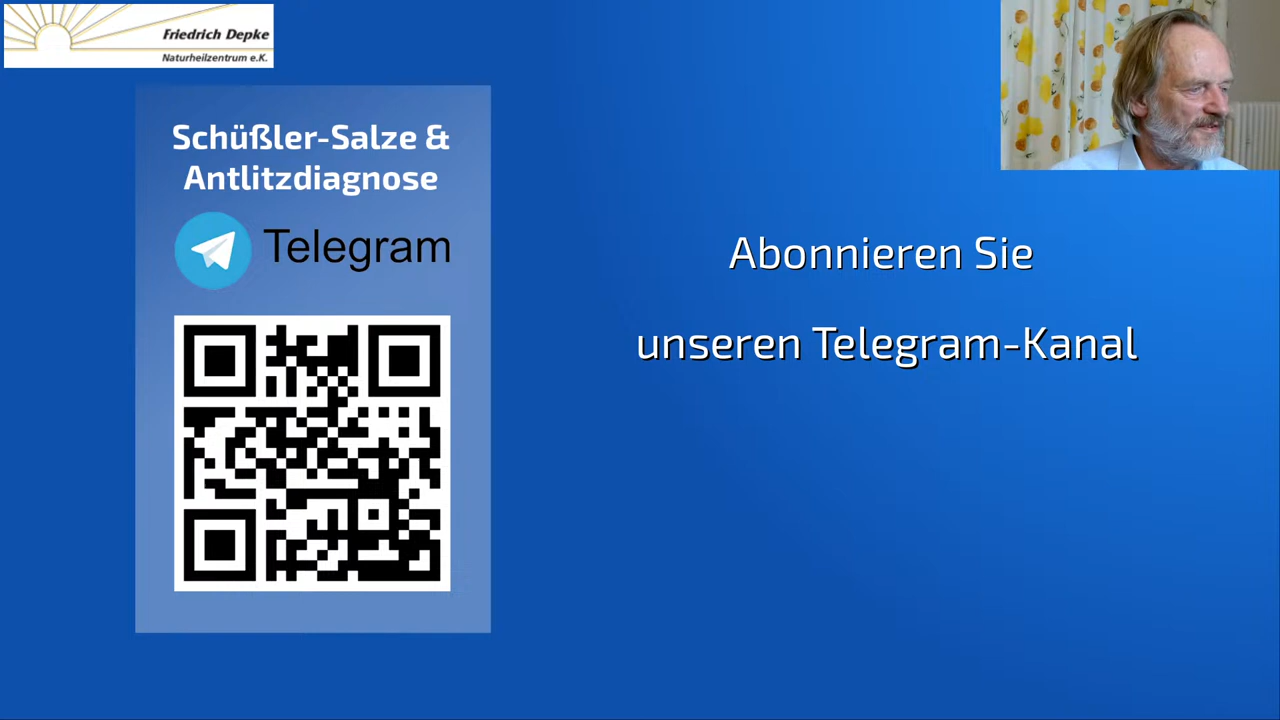 Friedrich Depke
Naturheilzentrum e.K.
Schüßler-Salze &
Antlitzdiagnose
Telegram
Abonnieren Sie
unseren Telegram-Kanal